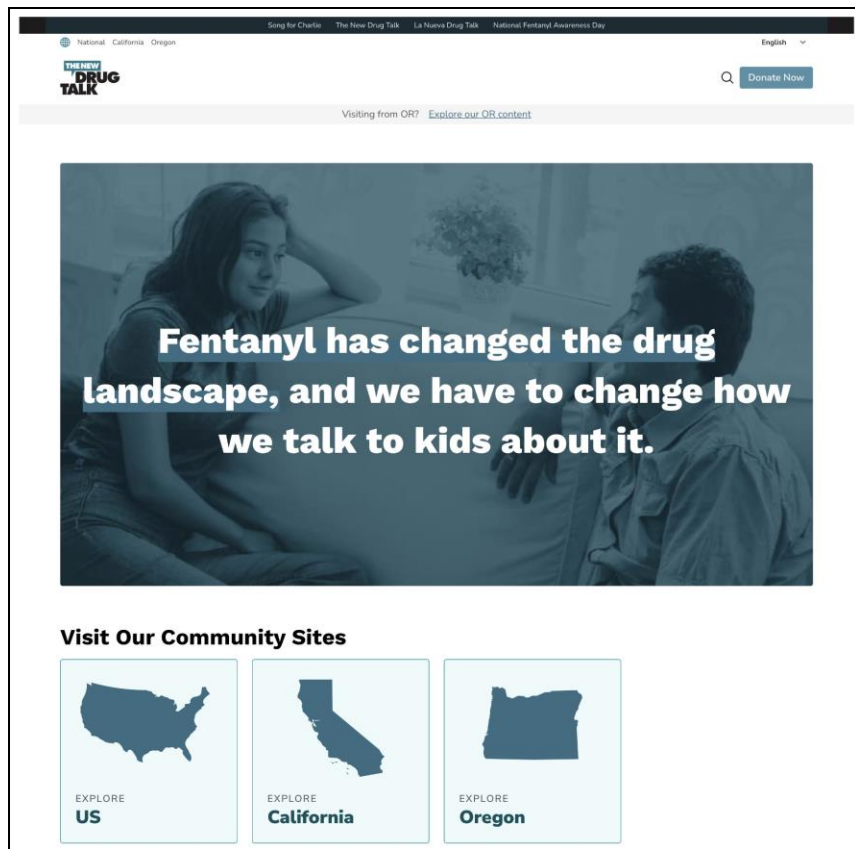 Song for Charlie The New Drug Talk La Nueva Drug Talk National Fentanyl Awareness Day
National California Oregon English
THE NEW
DRUG
TALK
Donate Now
Visiting from OR? Explore our OR content
Fentanyl has changed the drug
landscape, and we have to change how
we talk to kids about it.
Visit Our Community Sites
EXPLORE EXPLORE EXPLORE
US California Oregon